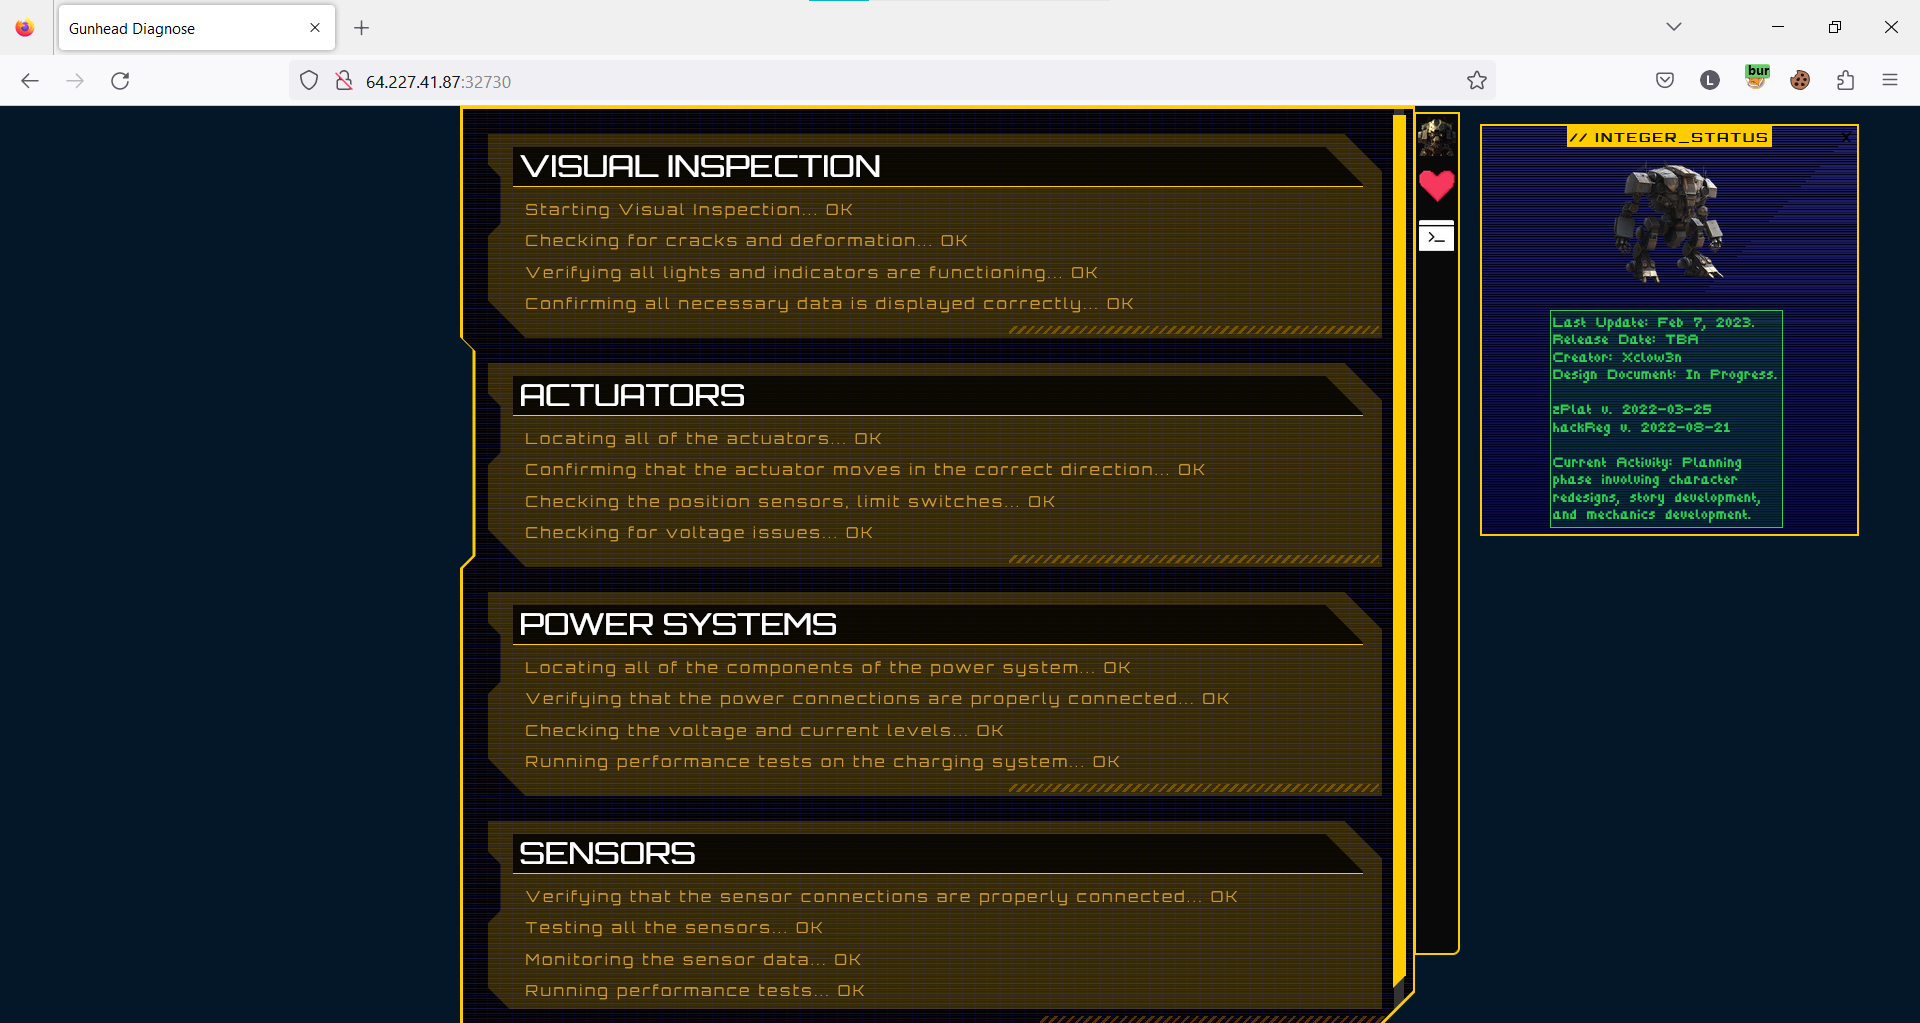 Gunhead Diagnose
64.227.41.87:32730
bur
L
VISUAL INSPECTION
Starting Visual Inspection... OK
Checking for cracks and deformation... OK
Verifying all lights and indicators are functioning... OK
Confirming all necessary data is displayed correctly... OK
ACTUATORS
Locating all of the actuators... OK
Confirming that the actuator moves in the correct direction... OK
Checking the position sensors, limit switches... OK
Checking for voltage issues... OK
POWER SYSTEMS
Locating all of the components of the power system... OK
Verifying that the power connections are properly connected... OK
Checking the voltage and current levels... OK
Running performance tests on the charging system... OK
SENSORS
Verifying that the sensor connections are properly connected... OK
Testing all the sensors... OK
Monitoring the sensor data... OK
Running performance tests... OK
// INTEGER_STATUS
X
Last Update: Feb 7, 2023.
Release Date: TBA
Creator: Xclow3n
Design Document: In Progress.
zPlat v. 2022-03-25
hackReg v. 2022-08-21
Current Activity: Planning
phase involving character
redesigns, story development,
and mechanics development.